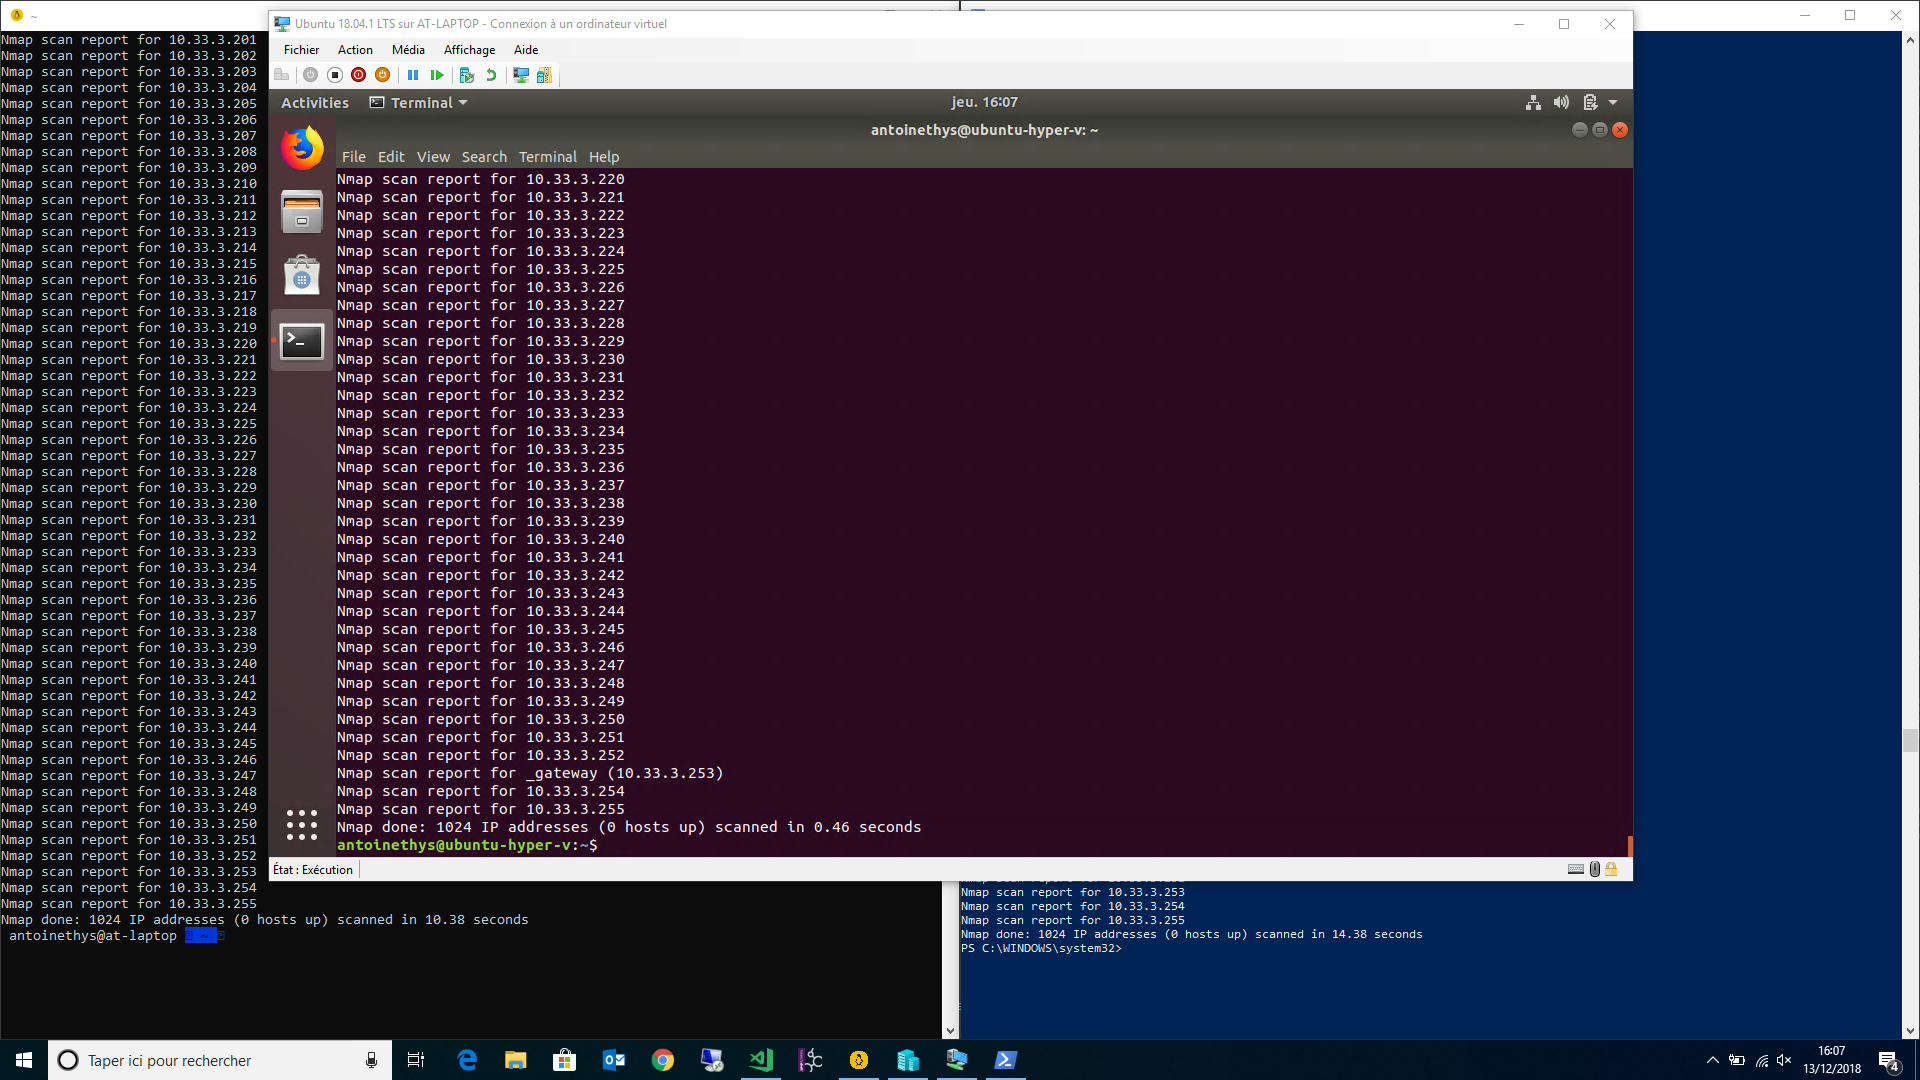 ~
Nmap scan report for 10.33.3.201
Nmap scan report for 10.33.3.202
Nmap scan report for 10.33.3.203
Nmap scan report for 10.33.3.204
Nmap scan report for 10.33.3.205
Nmap scan report for 10.33.3.206
Nmap scan report for 10.33.3.207
Nmap scan report for 10.33.3.208
Nmap scan report for 10.33.3.209
Nmap scan report for 10.33.3.210
Nmap scan report for 10.33.3.211
Nmap scan report for 10.33.3.212
Nmap scan report for 10.33.3.213
Nmap scan report for 10.33.3.214
Nmap scan report for 10.33.3.215
Nmap scan report for 10.33.3.216
Nmap scan report for 10.33.3.217
Nmap scan report for 10.33.3.218
Nmap scan report for 10.33.3.219
Nmap scan report for 10.33.3.220
Nmap scan report for 10.33.3.221
Nmap scan report for 10.33.3.222
Nmap scan report for 10.33.3.223
Nmap scan report for 10.33.3.224
Nmap scan report for 10.33.3.225
Nmap scan report for 10.33.3.226
Nmap scan report for 10.33.3.227
Nmap scan report for 10.33.3.228
Nmap scan report for 10.33.3.229
Nmap scan report for 10.33.3.230
Nmap scan report for 10.33.3.231
Nmap scan report for 10.33.3.232
Nmap scan report for 10.33.3.233
Nmap scan report for 10.33.3.234
Nmap scan report for 10.33.3.235
Nmap scan report for 10.33.3.236
Nmap scan report for 10.33.3.237
Nmap scan report for 10.33.3.238
Nmap scan report for 10.33.3.239
Nmap scan report for 10.33.3.240
Nmap scan report for 10.33.3.241
Nmap scan report for 10.33.3.242
Nmap scan report for 10.33.3.243
Nmap scan report for 10.33.3.244
Nmap scan report for 10.33.3.245
Nmap scan report for 10.33.3.246
Nmap scan report for 10.33.3.247
Nmap scan report for 10.33.3.248
Nmap scan report for 10.33.3.249
Nmap scan report for 10.33.3.250
Nmap scan report for 10.33.3.251
Nmap scan report for 10.33.3.252
Nmap scan report for 10.33.3.253
Nmap scan report for 10.33.3.254
Nmap scan report for 10.33.3.255
Nmap done: 1024 IP addresses (0 hosts up) scanned in 10.38 seconds
antoinethys@at-laptop ~
Ubuntu 18.04.1 LTS sur AT-LAPTOP - Connexion à un ordinateur virtuel
Fichier Action Média Affichage Aide
Activities Terminal jeu. 16:07
antoinethys@ubuntu-hyper-v: ~
File Edit View Search Terminal Help
Nmap scan report for 10.33.3.220
Nmap scan report for 10.33.3.221
Nmap scan report for 10.33.3.222
Nmap scan report for 10.33.3.223
Nmap scan report for 10.33.3.224
Nmap scan report for 10.33.3.225
Nmap scan report for 10.33.3.226
Nmap scan report for 10.33.3.227
Nmap scan report for 10.33.3.228
Nmap scan report for 10.33.3.229
Nmap scan report for 10.33.3.230
Nmap scan report for 10.33.3.231
Nmap scan report for 10.33.3.232
Nmap scan report for 10.33.3.233
Nmap scan report for 10.33.3.234
Nmap scan report for 10.33.3.235
Nmap scan report for 10.33.3.236
Nmap scan report for 10.33.3.237
Nmap scan report for 10.33.3.238
Nmap scan report for 10.33.3.239
Nmap scan report for 10.33.3.240
Nmap scan report for 10.33.3.241
Nmap scan report for 10.33.3.242
Nmap scan report for 10.33.3.243
Nmap scan report for 10.33.3.244
Nmap scan report for 10.33.3.245
Nmap scan report for 10.33.3.246
Nmap scan report for 10.33.3.247
Nmap scan report for 10.33.3.248
Nmap scan report for 10.33.3.249
Nmap scan report for 10.33.3.250
Nmap scan report for 10.33.3.251
Nmap scan report for 10.33.3.252
Nmap scan report for _gateway (10.33.3.253)
Nmap scan report for 10.33.3.254
Nmap scan report for 10.33.3.255
Nmap done: 1024 IP addresses (0 hosts up) scanned in 0.46 seconds
antoinethys@ubuntu-hyper-v:~$
État : Exécution
Nmap scan report for 10.33.3.253
Nmap scan report for 10.33.3.254
Nmap scan report for 10.33.3.255
Nmap done: 1024 IP addresses (0 hosts up) scanned in 14.38 seconds
PS C:\WINDOWS\system32>
Taper ici pour rechercher
16:07
13/12/2018
4